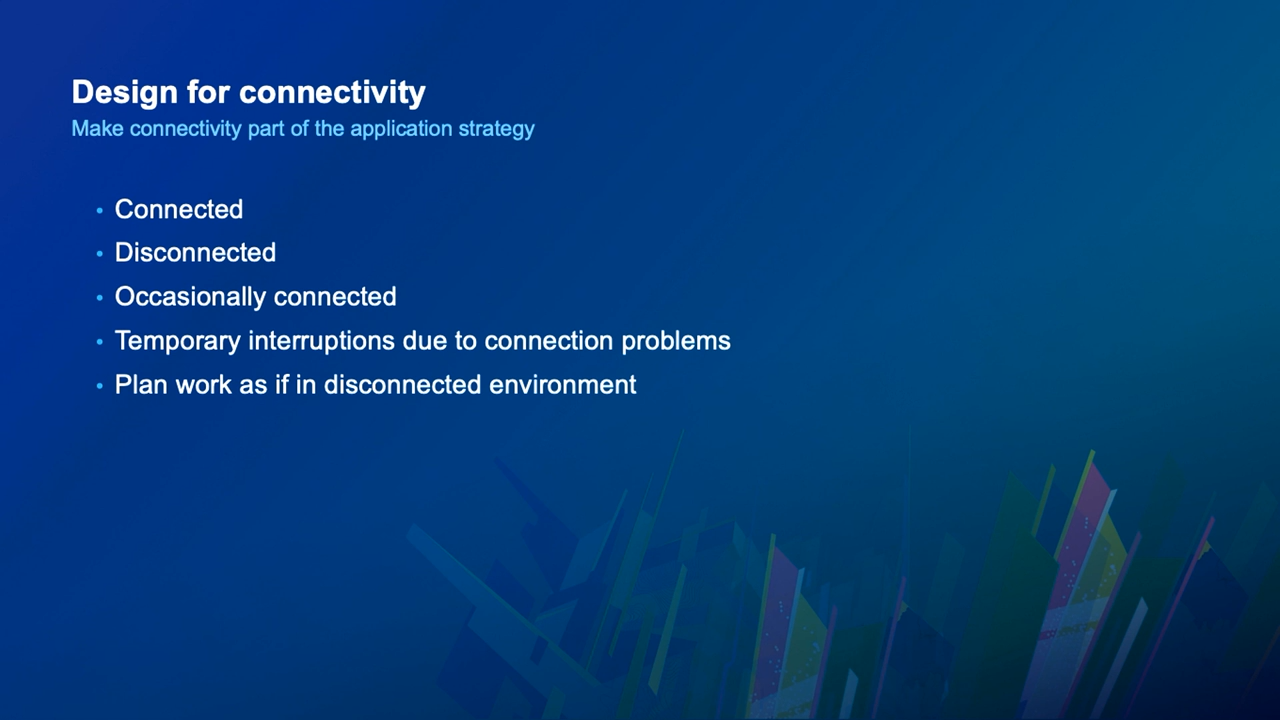 Design for connectivity
Make connectivity part of the application strategy
• Connected
• Disconnected
• Occasionally connected
• Temporary interruptions due to connection problems
• Plan work as if in disconnected environment